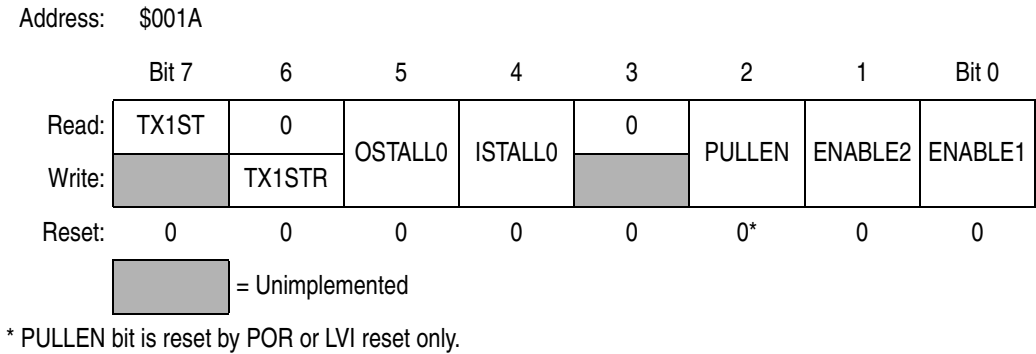 Address: $001A
Bit 7 6 5 4 3 2 1 Bit 0
Read: TX1ST 0 OSTALL0 ISTALL0 0 PULLEN ENABLE2 ENABLE1
Write: TX1STR
Reset: 0 0 0 0 0 0* 0 0
= Unimplemented
* PULLEN bit is reset by POR or LVI reset only.